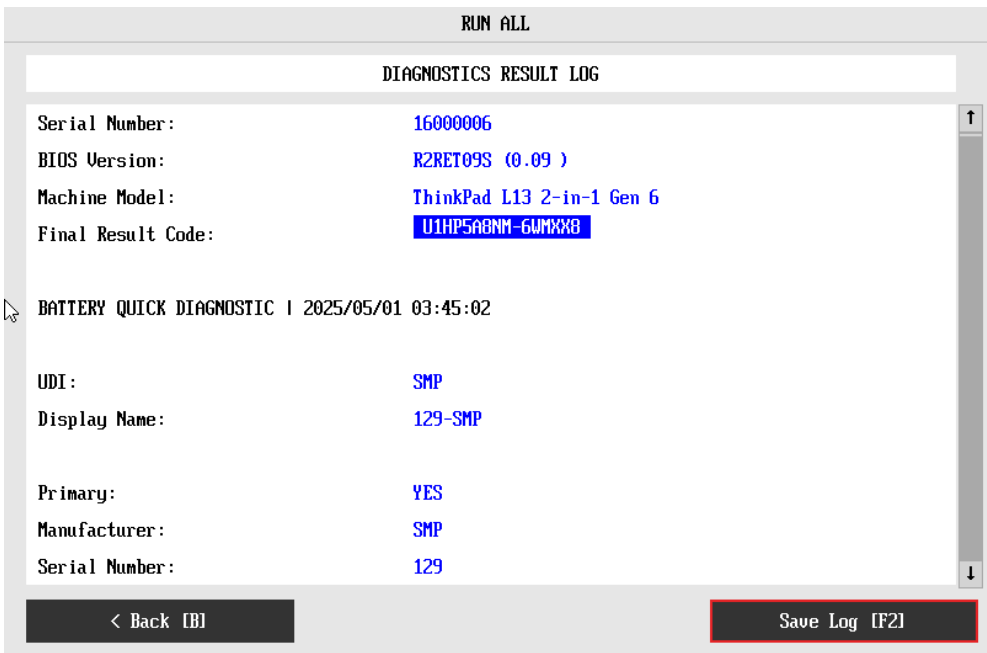 RUN ALL
DIAGNOSTICS RESULT LOG
Serial Number: 16000006
BIOS Version: R2RET09S (0.09 )
Machine Model: ThinkPad L13 2-in-1 Gen 6
Final Result Code: U1HP5A8NM-6WMXX8
BATTERY QUICK DIAGNOSTIC | 2025/05/01 03:45:02
UDI: SMP
Display Name: 129-SMP
Primary: YES
Manufacturer: SMP
Serial Number: 129
< Back [B]
Save Log [F2]